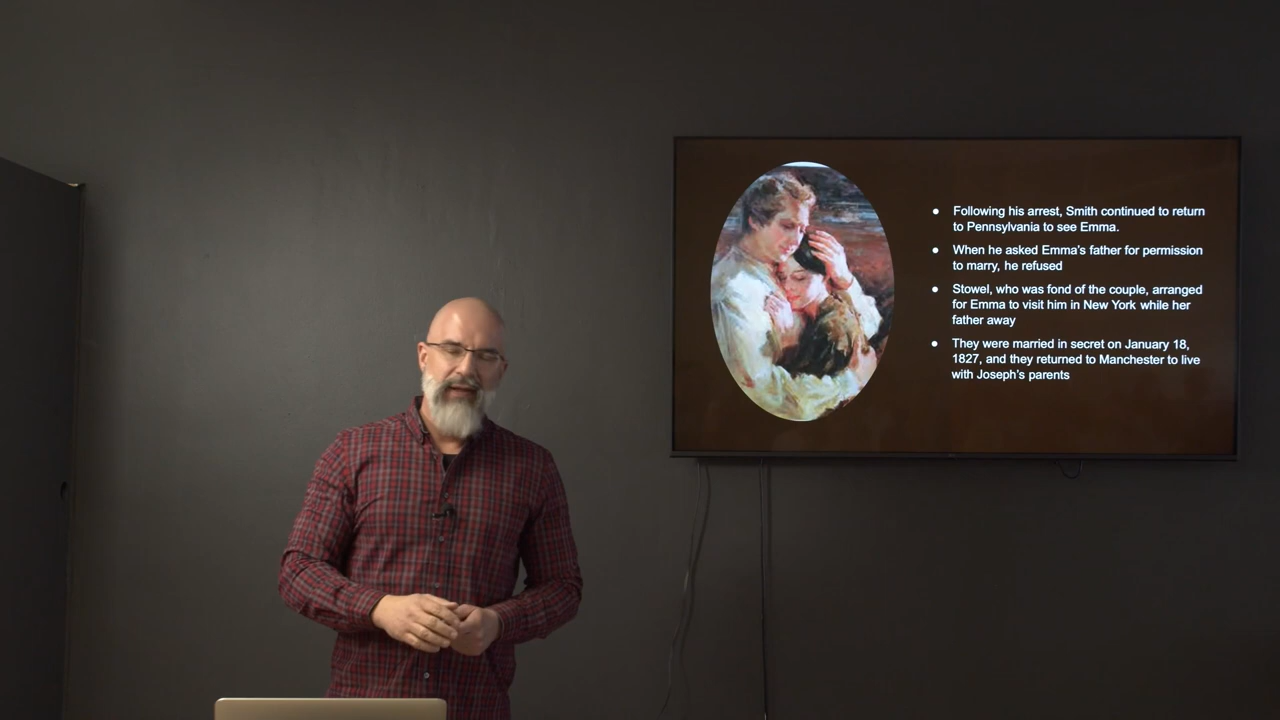 Following his arrest, Smith continued to return
to Pennsylvania to see Emma.
When he asked Emma's father for permission
to marry, he refused
Stowel, who was fond of the couple, arranged
for Emma to visit him in New York while her
father away
They were married in secret on January 18,
1827, and they returned to Manchester to live
with Joseph's parents